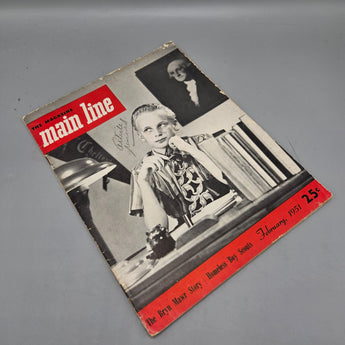 THE MAGAZINE
main line
February, 1951 25¢
The Bryn Mawr Story · Homeless Boy Scouts